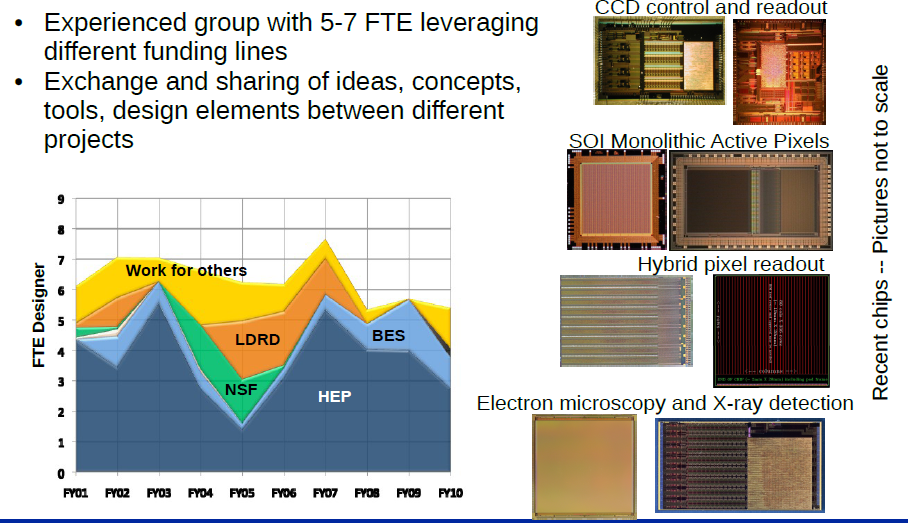 • Experienced group with 5-7 FTE leveraging
different funding lines
• Exchange and sharing of ideas, concepts,
tools, design elements between different
projects
9
8
7
6
5
4
3
2
1
0
FTE Designer
Work for others
LDRD
BES
NSF
HEP
FY01 FY02 FY03 FY04 FY05 FY06 FY07 FY08 FY09 FY10
CCD control and readout
SOI Monolithic Active Pixels
Hybrid pixel readout
columns
Electron microscopy and X-ray detection
Recent chips -- Pictures not to scale